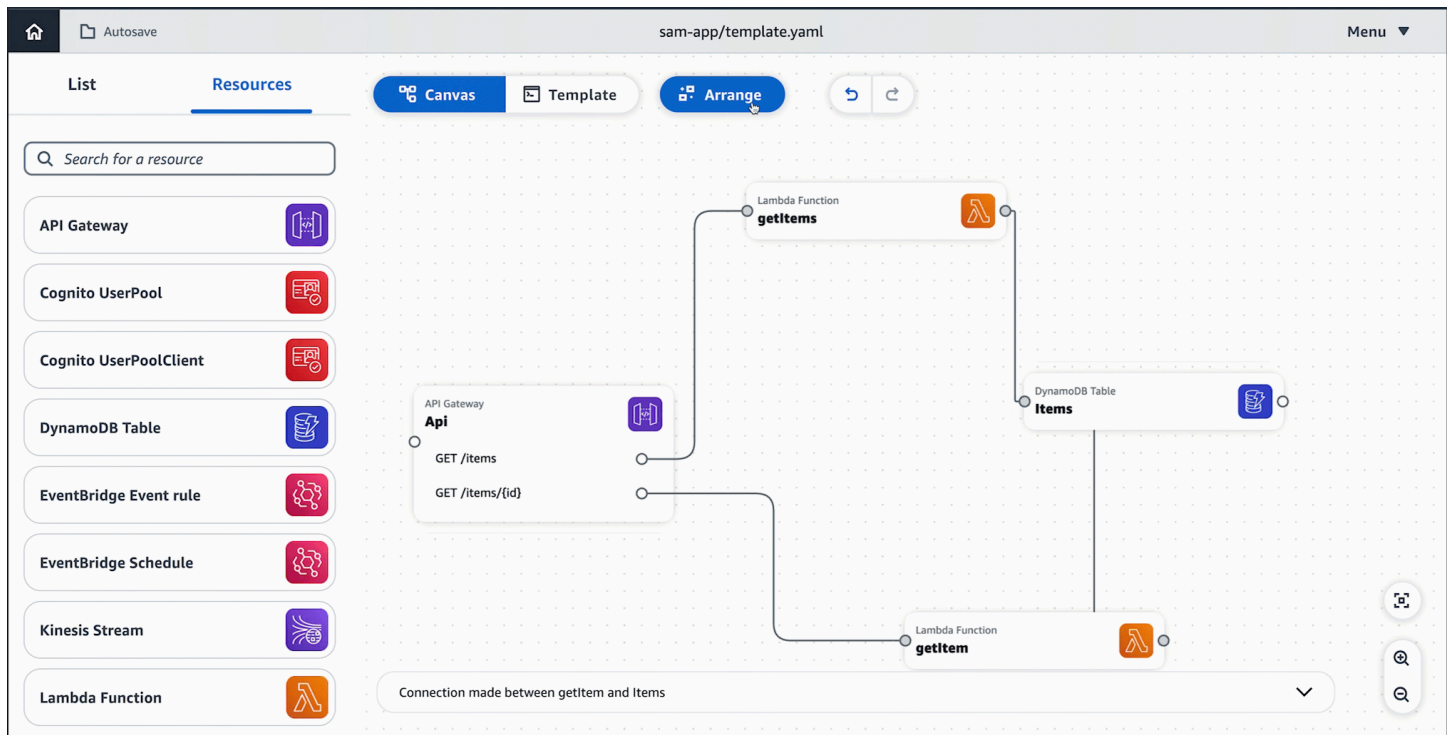 Autosave
sam-app/template.yaml
Menu
List
Resources
Canvas
Template
Arrange
Search for a resource
API Gateway
Cognito UserPool
Cognito UserPoolClient
DynamoDB Table
EventBridge Event rule
EventBridge Schedule
Kinesis Stream
Lambda Function
Lambda Function
getItems
API Gateway
Api
GET /items
GET /items/{id}
DynamoDB Table
Items
Lambda Function
getItem
Connection made between getItem and Items